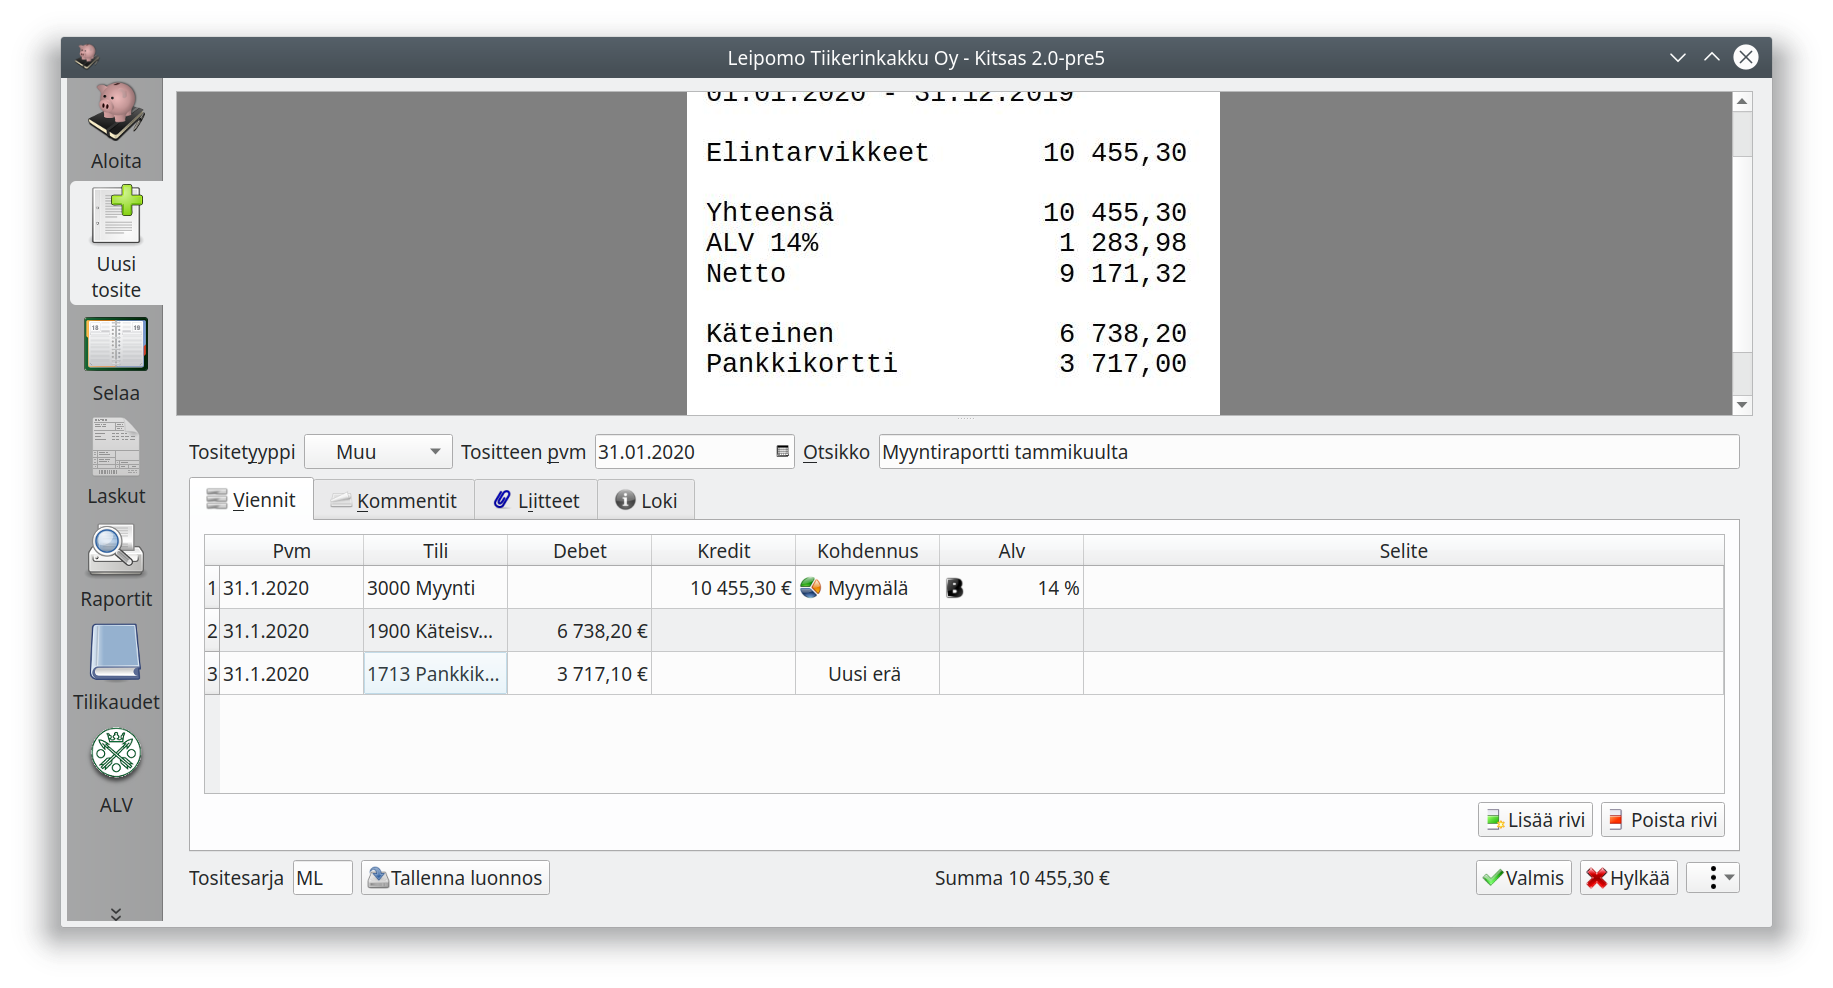 Leipomo Tiikerinkakku Oy - Kitsas 2.0-pre5
Aloita
Uusi
tosite
Selaa
Laskut
Raportit
Tilikaudet
ALV
01.01.2020 - 31.12.2019
Elintarvikkeet 10 455,30
Yhteensä 10 455,30
ALV 14% 1 283,98
Netto 9 171,32
Käteinen 6 738,20
Pankkikortti 3 717,00
Tositetyyppi Muu Tositteen pvm 31.01.2020 Otsikko Myyntiraportti tammikuulta
Viennit Kommentit Liitteet Loki
Pvm Tili Debet Kredit Kohdennus Alv Selite
1 31.1.2020 3000 Myynti 10 455,30 € Myymälä B 14 %
2 31.1.2020 1900 Käteisv... 6 738,20 €
3 31.1.2020 1713 Pankkik... 3 717,10 € Uusi erä
Lisää rivi Poista rivi
Tositesarja ML Tallenna luonnos Summa 10 455,30 € Valmis Hylkää